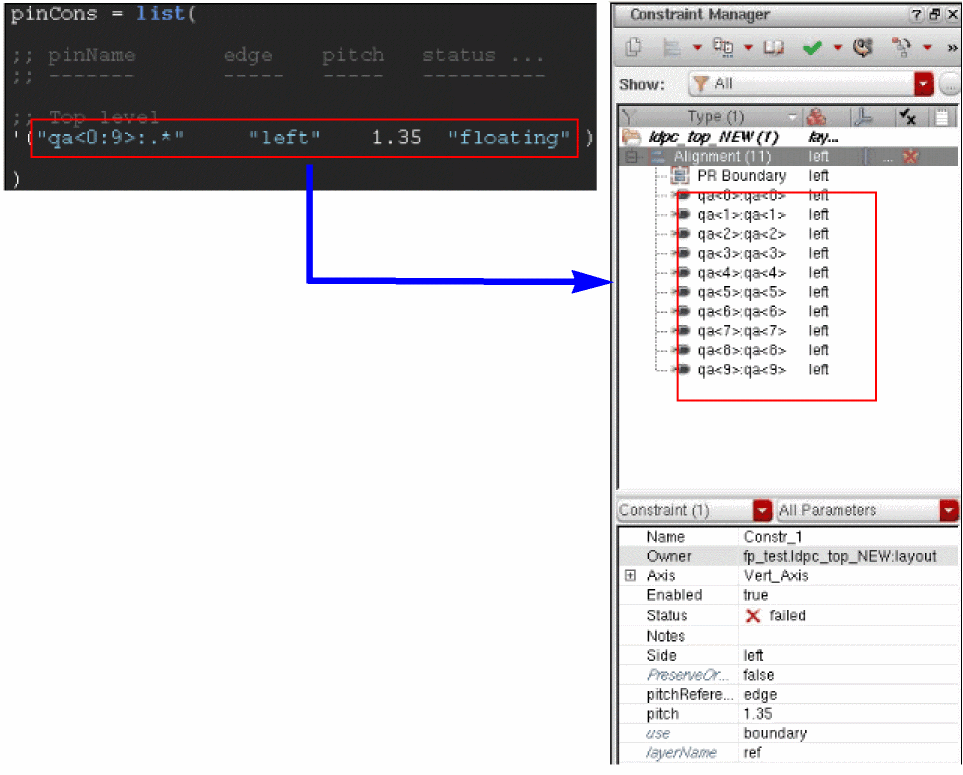 pinCons = list(
;; pinName edge pitch status ...
;; ------- ----- ----- ----------
;; Top level
'("qa<0:9>:.*" "left" 1.35 "floating" )
)
Constraint Manager
Show: All
Type (1)
ldpc_top_NEW (1) lay...
Alignment (11) left ...
PR Boundary left
qa<0>:qa<0> left
qa<1>:qa<1> left
qa<2>:qa<2> left
qa<3>:qa<3> left
qa<4>:qa<4> left
qa<5>:qa<5> left
qa<6>:qa<6> left
qa<7>:qa<7> left
qa<8>:qa<8> left
qa<9>:qa<9> left
Constraint (1) All Parameters
Name Constr_1
Owner fp_test.ldpc_top_NEW:layout
Axis Vert_Axis
Enabled true
Status failed
Notes
Side left
PreserveOr... false
pitchRefere... edge
pitch 1.35
use boundary
layerName ref